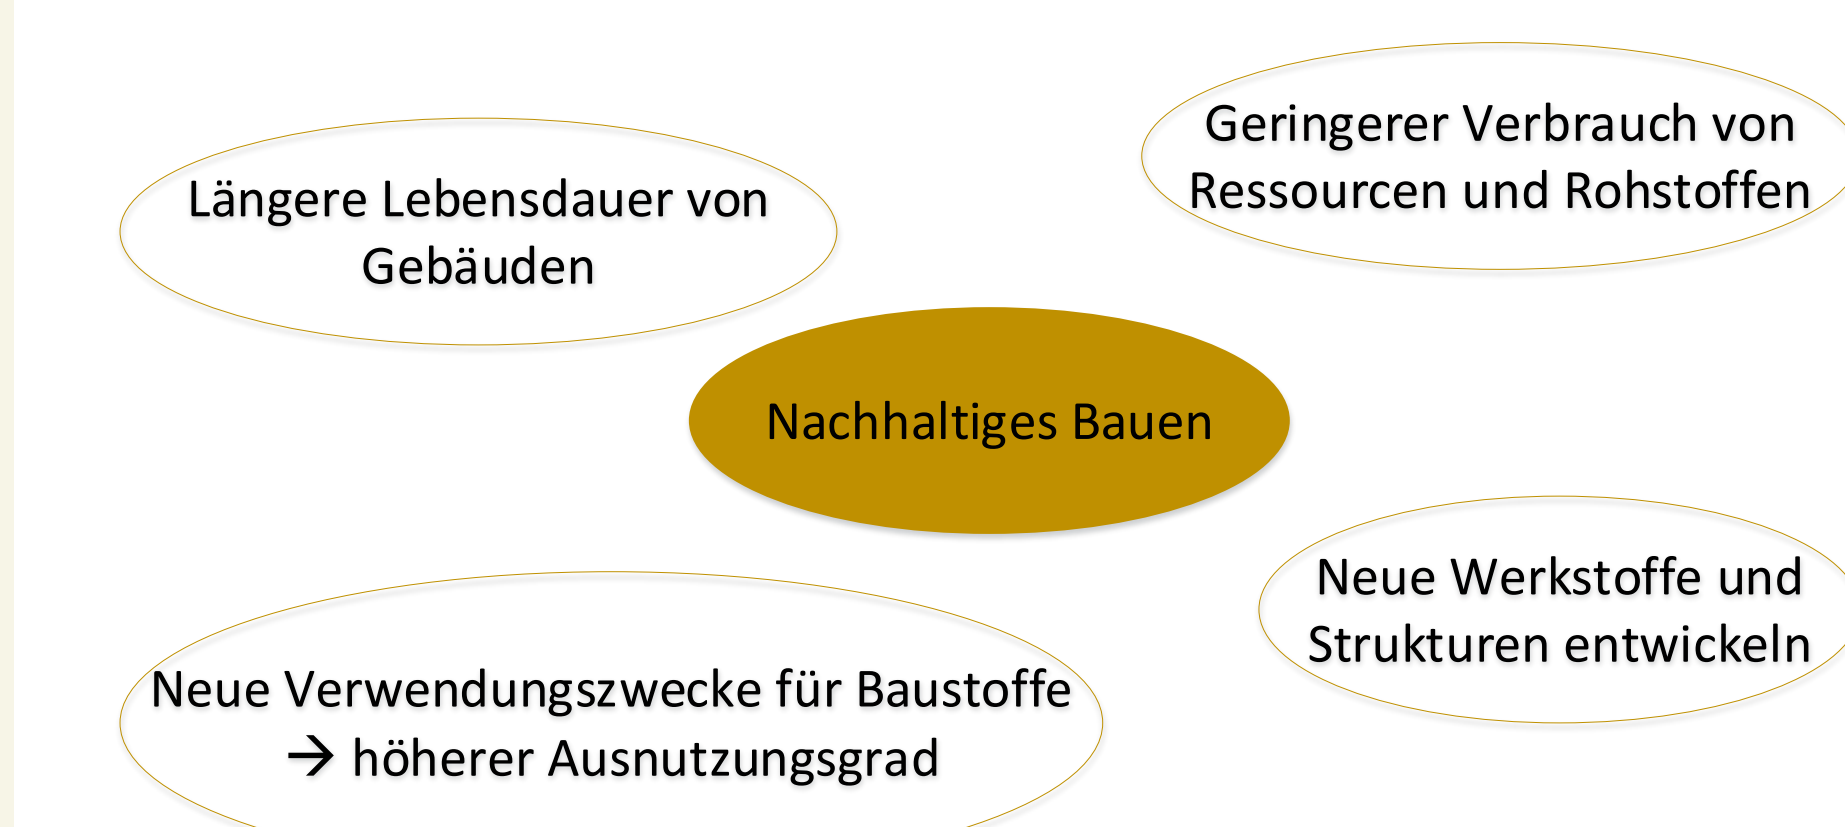 Geringerer Verbrauch von
Ressourcen und Rohstoffen
Längere Lebensdauer von
Gebäuden
Nachhaltiges Bauen
Neue Werkstoffe und
Strukturen entwickeln
Neue Verwendungszwecke für Baustoffe
→ höherer Ausnutzungsgrad